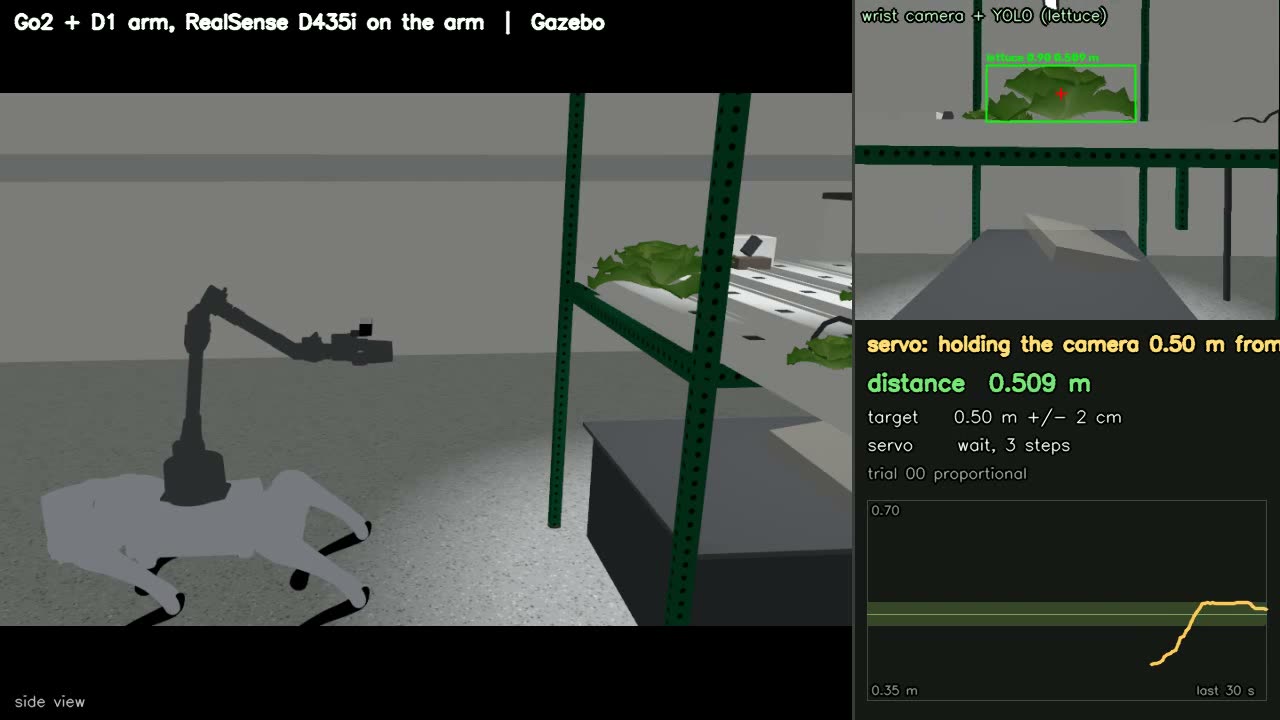 Go2 + D1 arm, RealSense D435i on the arm | Gazebo
wrist camera + YOLO (lettuce)
lettuce 0.90 0.509 m
servo: holding the camera 0.50 m from
distance 0.509 m
target 0.50 m +/- 2 cm
servo wait, 3 steps
trial 00 proportional
0.70
0.35 m
last 30 s
side view